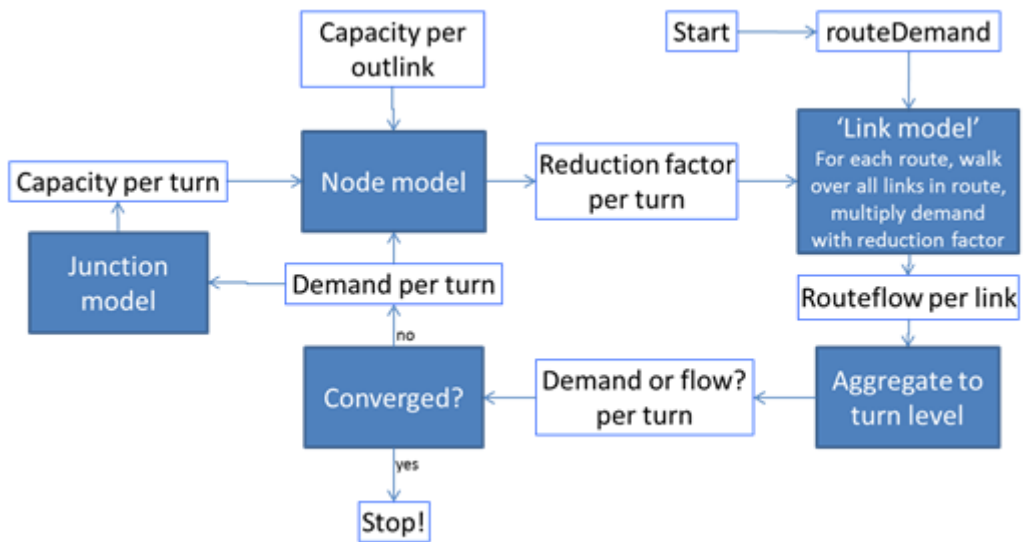 Capacity per
outlink
Start
routeDemand
'Link model'
For each route, walk
over all links in route,
multiply demand
with reduction factor
Capacity per turn
Node model
Reduction factor
per turn
Junction
model
Demand per turn
Routeflow per link
no
Converged?
Demand or flow?
per turn
Aggregate to
turn level
yes
Stop!